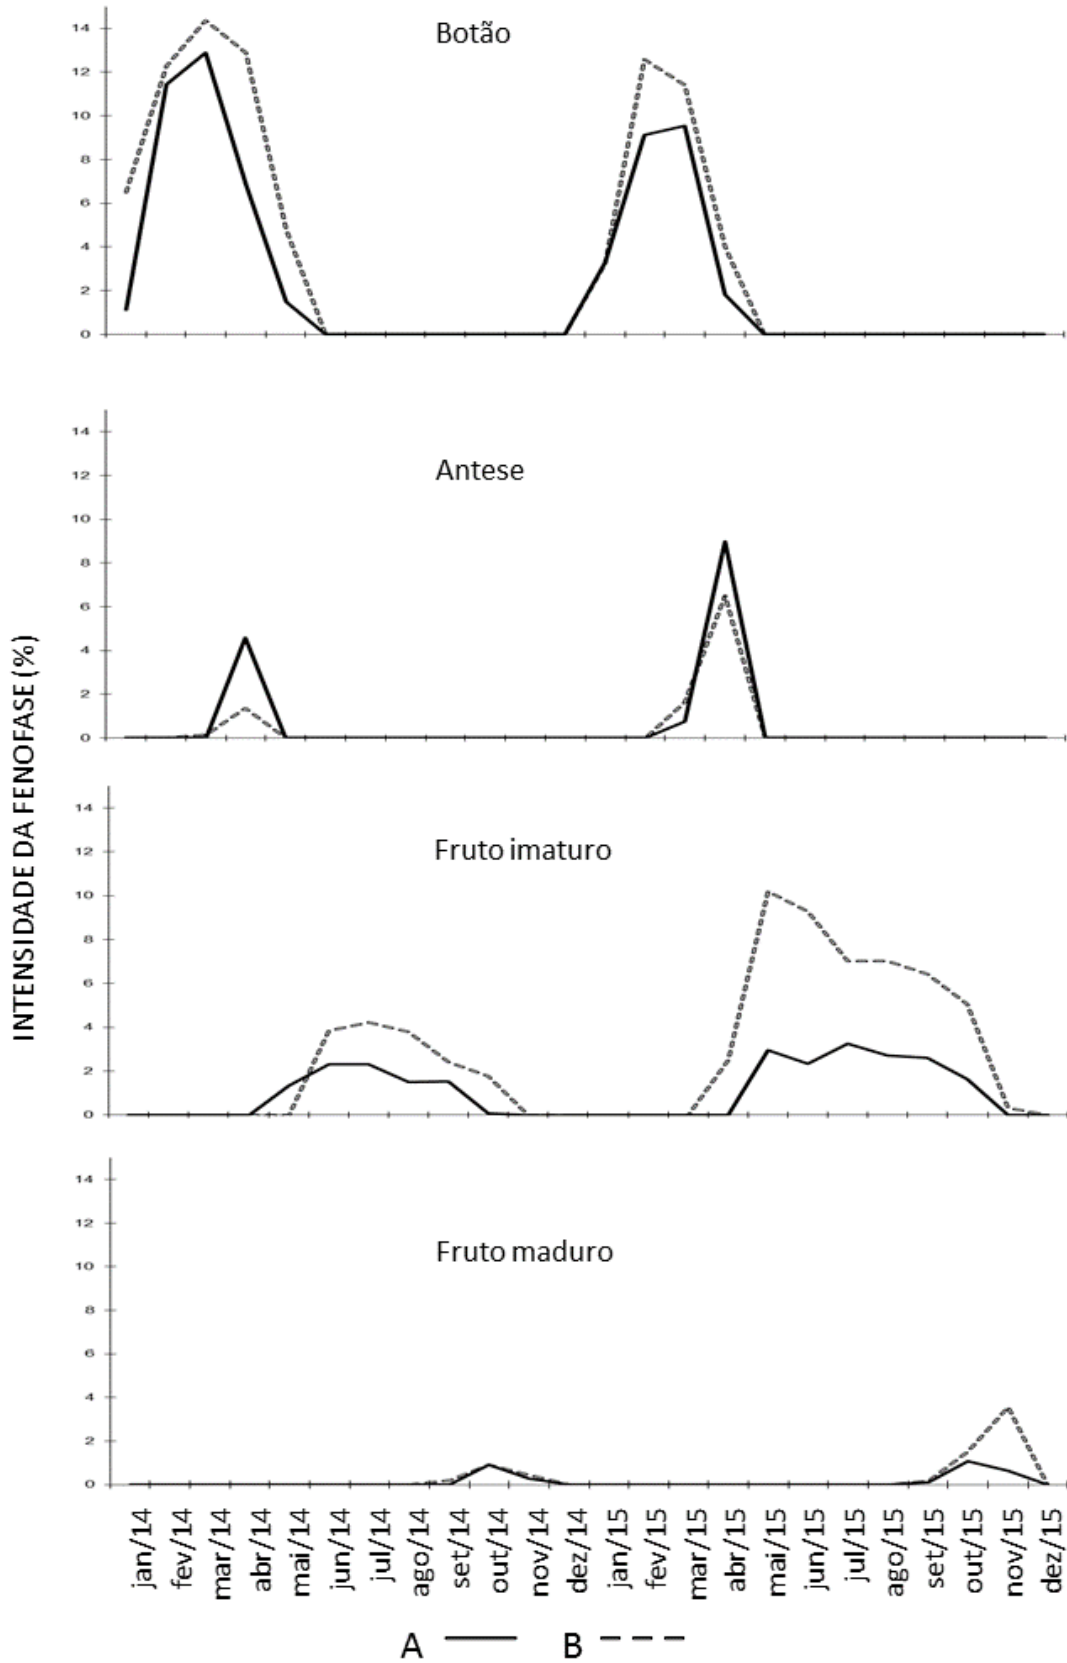 INTENSIDADE DA FENOFASE (%)
Botão
14
12
10
8
6
4
2
0
Antese
14
12
10
8
6
4
2
0
Fruto imaturo
14
12
10
8
6
4
2
0
Fruto maduro
14
12
10
8
6
4
2
0
jan/14
fev/14
mar/14
abr/14
mai/14
jun/14
jul/14
ago/14
set/14
out/14
nov/14
dez/14
jan/15
fev/15
mar/15
abr/15
mai/15
jun/15
jul/15
ago/15
set/15
out/15
nov/15
dez/15
A B